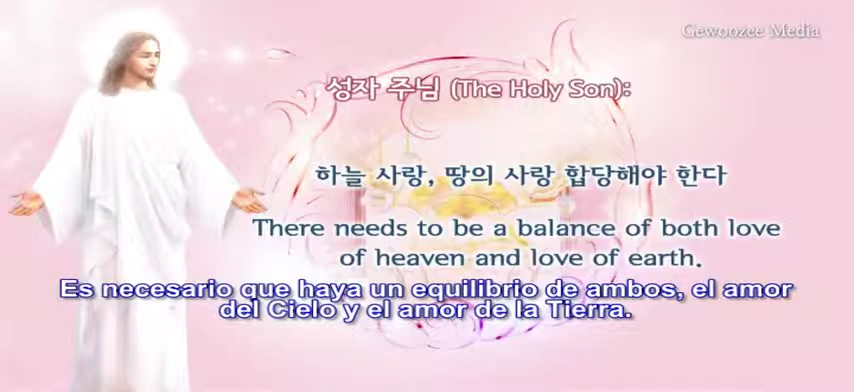 Gewoozee Media
성자 주님 (The Holy Son):
하늘 사랑, 땅의 사랑 합당해야 한다
There needs to be a balance of both love
of heaven and love of earth.
Es necesario que haya un equilibrio de ambos, el amor
del Cielo y el amor de la Tierra.